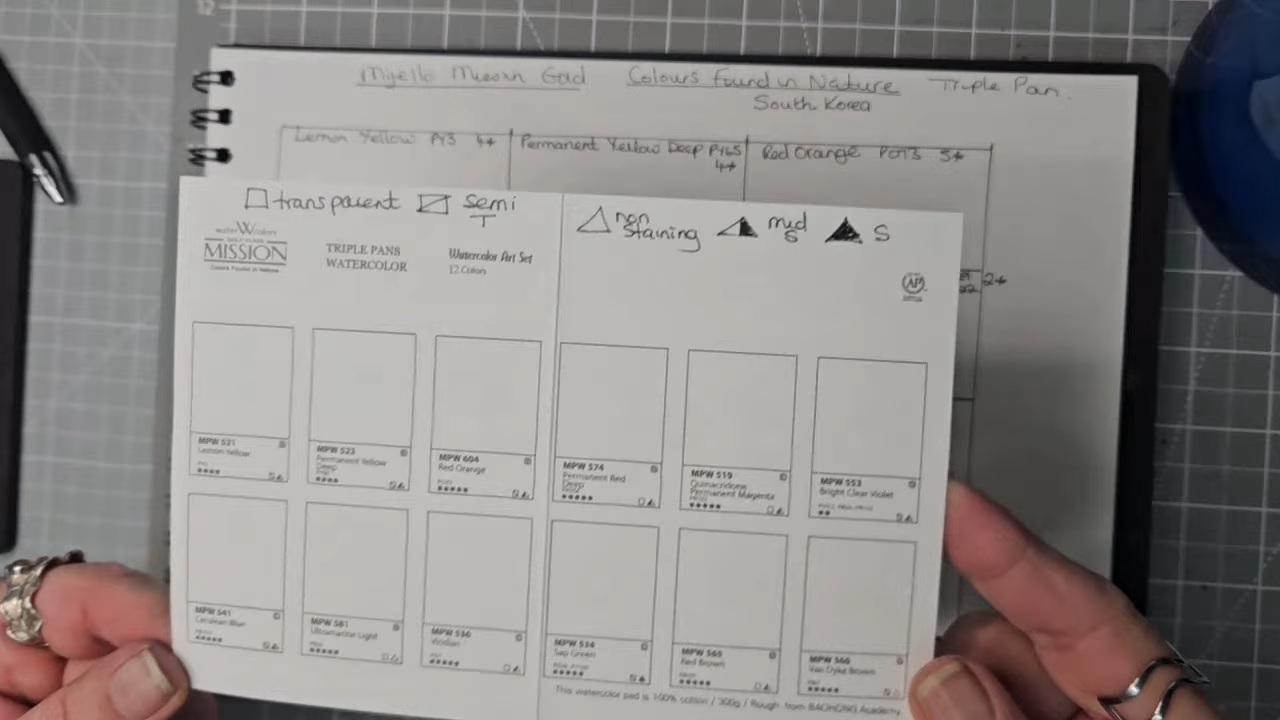 Mijello Mission Gold Colours Found in Nature Triple Pan.
South Korea
Lemon Yellow PY3 4* Permanent Yellow Deep PY65 Red Orange PO73 5*
4*
2*
transparent semi
T
non
staining mid
S S
MISSION
TRIPLE PANS
WATERCOLOR
Watercolor Art Set
12 Colors
AP
MPW 521
Lemon Yellow
MPW 523
Permanent Yellow
Deep
MPW 604
Red Orange
MPW 574
Permanent Red
Deep
MPW 519
Quinacridone
Permanent Magenta
MPW 553
Bright Clear Violet
MPW 541
Cerulean Blue
MPW 581
Ultramarine Light
MPW 536
Viridian
MPW 534
Sap Green
MPW 565
Red Brown
MPW 566
Van Dyke Brown
This watercolor pad is 100% cotton / 300g / Rough from BAOHONG Academy.